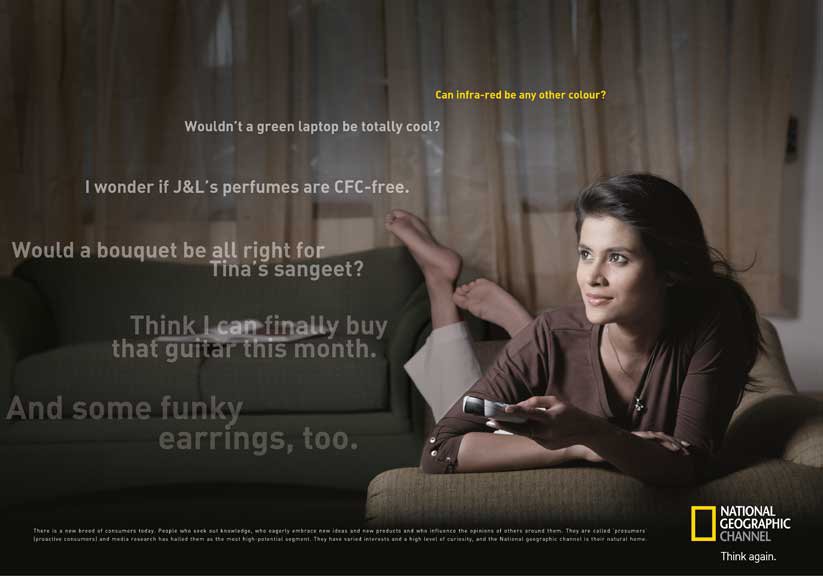 Can infra-red be any other colour?
Wouldn't a green laptop be totally cool?
I wonder if J&L's perfumes are CFC-free.
Would a bouquet be all right for
Tina's sangeet?
Think I can finally buy
that guitar this month.
And some funky
earrings, too.
There is a new breed of consumers today. People who seek out knowledge, who eagerly embrace new ideas and new products and who influence the opinions of others around them. They are called 'prosumers'
(proactive consumers) and media research has hailed them as the most high-potential segment. They have varied interests and a high level of curiosity, and the National geographic channel is their natural home.
NATIONAL
GEOGRAPHIC
CHANNEL
Think again.